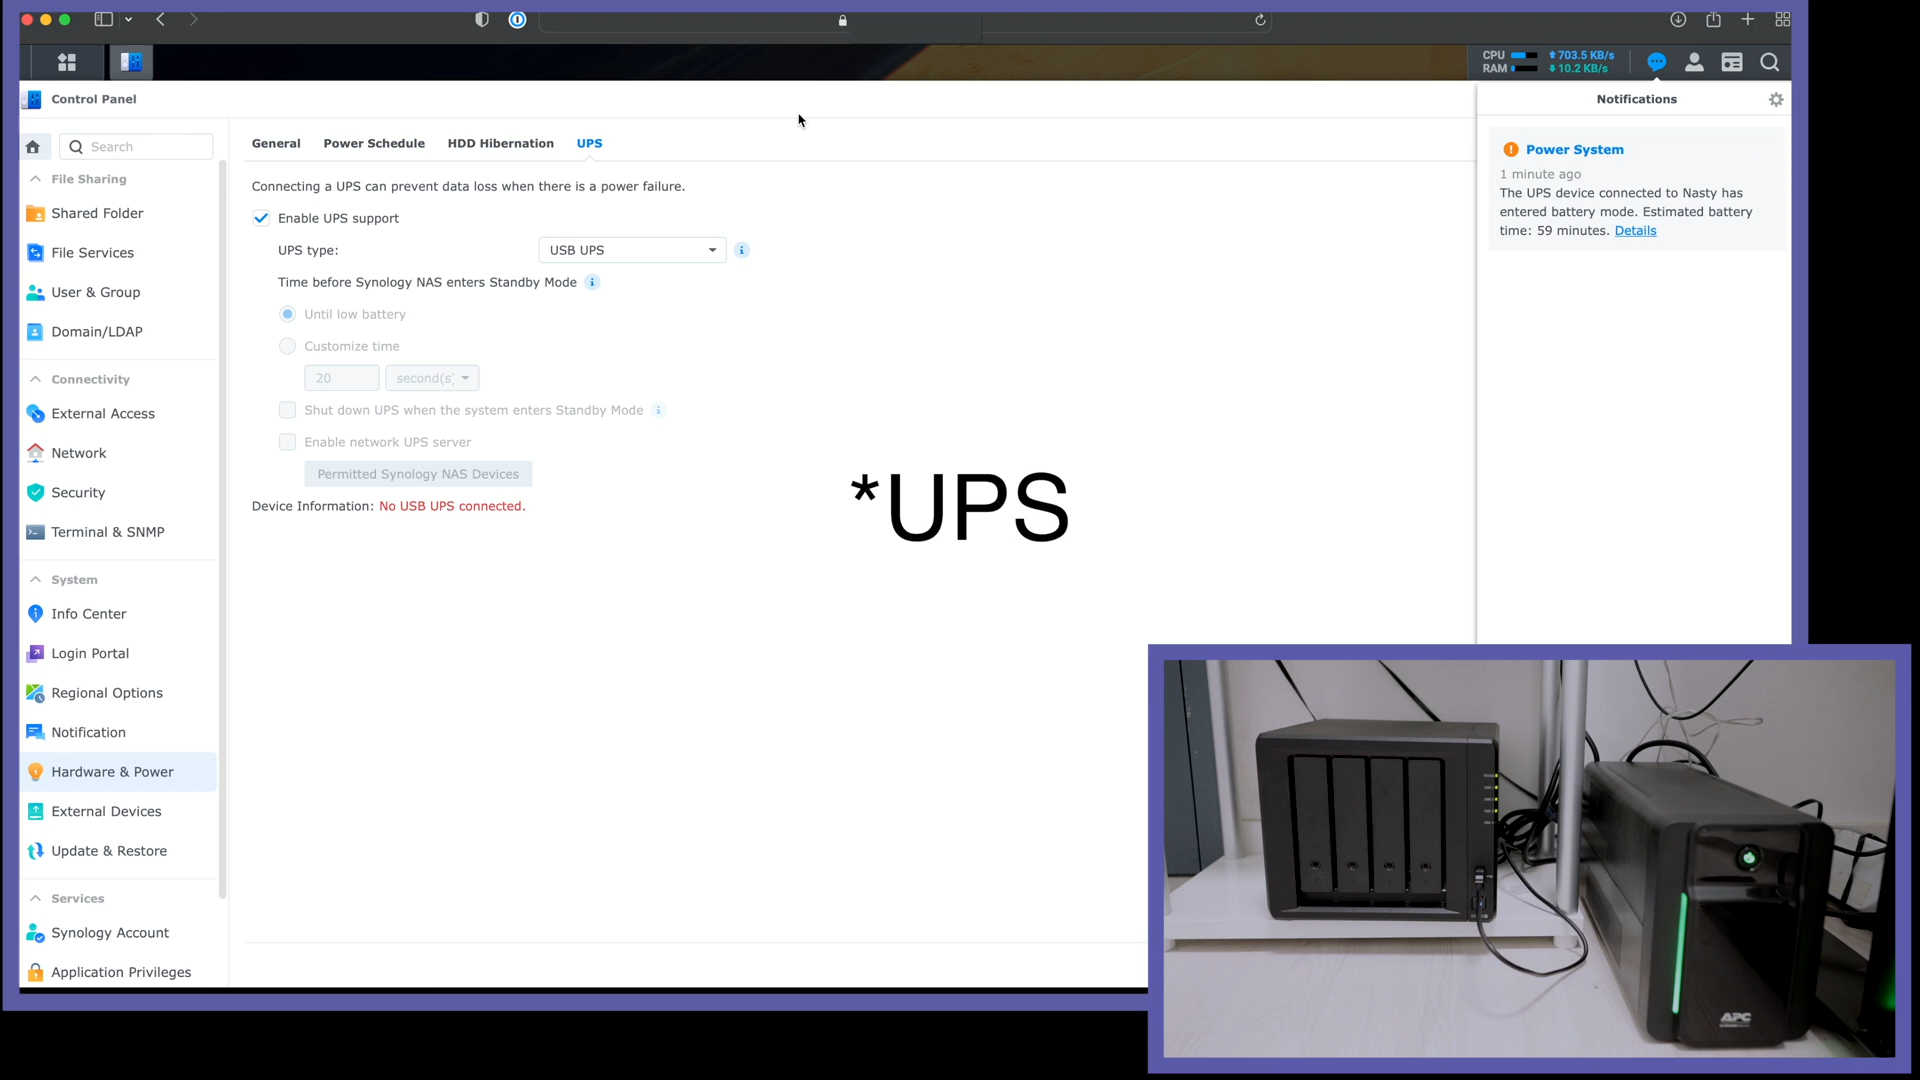 CPU
RAM
703.5 KB/s
10.2 KB/s
Control Panel
Search
File Sharing
Shared Folder
File Services
User & Group
Domain/LDAP
Connectivity
External Access
Network
Security
Terminal & SNMP
System
Info Center
Login Portal
Regional Options
Notification
Hardware & Power
External Devices
Update & Restore
Services
Synology Account
Application Privileges
General
Power Schedule
HDD Hibernation
UPS
Connecting a UPS can prevent data loss when there is a power failure.
Enable UPS support
UPS type:
USB UPS
Time before Synology NAS enters Standby Mode
Until low battery
Customize time
20
second(s)
Shut down UPS when the system enters Standby Mode
Enable network UPS server
Permitted Synology NAS Devices
Device Information: No USB UPS connected.
*UPS
Notifications
Power System
1 minute ago
The UPS device connected to Nasty has
entered battery mode. Estimated battery
time: 59 minutes. Details
APC